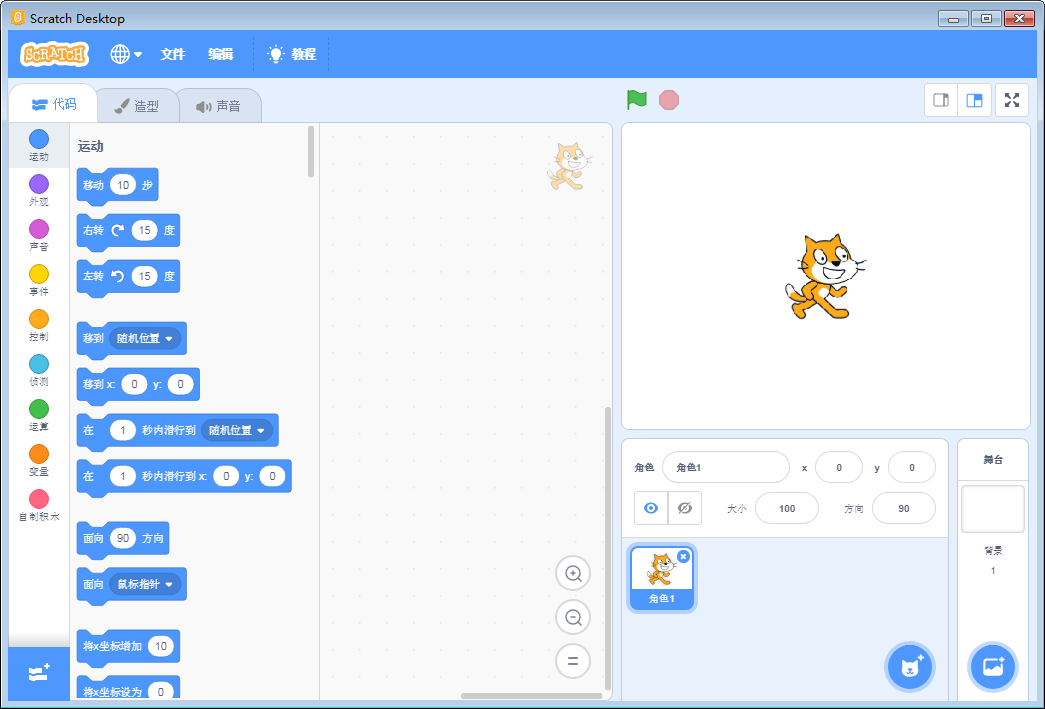 Scratch Desktop
SCRATCH 文件 编辑 教程
代码 造型 声音
运动
外观
声音
事件
控制
侦测
运算
变量
自制积木
运动
移动 10 步
右转 15 度
左转 15 度
移到 随机位置
移到 x: 0 y: 0
在 1 秒内滑行到 随机位置
在 1 秒内滑行到 x: 0 y: 0
面向 90 方向
面向 鼠标指针
将x坐标增加 10
将x坐标设为 0
角色 角色1 x 0 y 0
大小 100 方向 90
角色1
舞台
背景
1